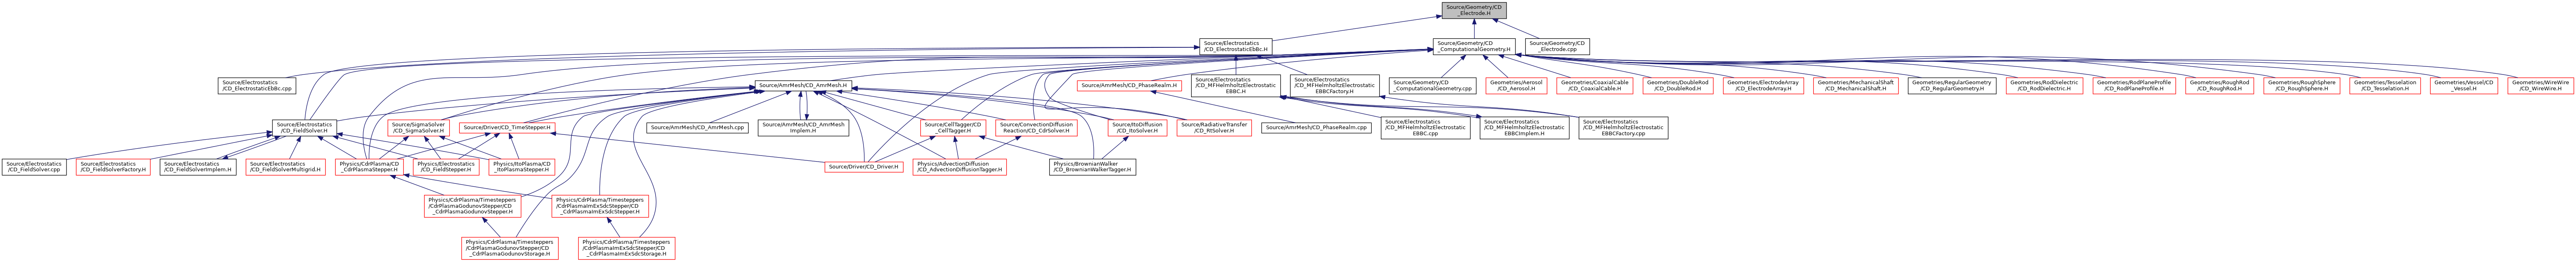 Source/Geometry/CD
_Electrode.H
Source/Electrostatics
/CD_ElectrostaticEbBc.H
Source/Geometry/CD
_ComputationalGeometry.H
Source/Geometry/CD
_Electrode.cpp
Source/Electrostatics
/CD_ElectrostaticEbBc.cpp
Source/AmrMesh/CD_AmrMesh.H
Source/AmrMesh/CD_PhaseRealm.H
Source/Electrostatics
/CD_MFHelmholtzElectrostatic
EBBC.H
Source/Electrostatics
/CD_MFHelmholtzElectrostatic
EBBCFactory.H
Source/Geometry/CD
_ComputationalGeometry.cpp
Geometries/Aerosol
/CD_Aerosol.H
Geometries/CoaxialCable
/CD_CoaxialCable.H
Geometries/DoubleRod
/CD_DoubleRod.H
Geometries/ElectrodeArray
/CD_ElectrodeArray.H
Geometries/MechanicalShaft
/CD_MechanicalShaft.H
Geometries/RegularGeometry
/CD_RegularGeometry.H
Geometries/RodDielectric
/CD_RodDielectric.H
Geometries/RodPlaneProfile
/CD_RodPlaneProfile.H
Geometries/RoughRod
/CD_RoughRod.H
Geometries/RoughSphere
/CD_RoughSphere.H
Geometries/Tesselation
/CD_Tesselation.H
Geometries/Vessel/CD
_Vessel.H
Geometries/WireWire
/CD_WireWire.H
Source/Electrostatics
/CD_FieldSolver.H
Source/SigmaSolver
/CD_SigmaSolver.H
Source/Driver/CD_TimeStepper.H
Source/AmrMesh/CD_AmrMesh.cpp
Source/AmrMesh/CD_AmrMesh
Implem.H
Source/CellTagger/CD
_CellTagger.H
Source/ConvectionDiffusion
Reaction/CD_CdrSolver.H
Source/ItoDiffusion
/CD_ItoSolver.H
Source/RadiativeTransfer
/CD_RtSolver.H
Source/AmrMesh/CD_PhaseRealm.cpp
Source/Electrostatics
/CD_MFHelmholtzElectrostatic
EBBC.cpp
Source/Electrostatics
/CD_MFHelmholtzElectrostatic
EBBCImplem.H
Source/Electrostatics
/CD_MFHelmholtzElectrostatic
EBBCFactory.cpp
Source/Electrostatics
/CD_FieldSolver.cpp
Source/Electrostatics
/CD_FieldSolverFactory.H
Source/Electrostatics
/CD_FieldSolverImplem.H
Source/Electrostatics
/CD_FieldSolverMultigrid.H
Physics/CdrPlasma/CD
_CdrPlasmaStepper.H
Physics/Electrostatics
/CD_FieldStepper.H
Physics/ItoPlasma/CD
_ItoPlasmaStepper.H
Source/Driver/CD_Driver.H
Physics/AdvectionDiffusion
/CD_AdvectionDiffusionTagger.H
Physics/BrownianWalker
/CD_BrownianWalkerTagger.H
Physics/CdrPlasma/Timesteppers
/CdrPlasmaGodunovStepper/CD
_CdrPlasmaGodunovStepper.H
Physics/CdrPlasma/Timesteppers
/CdrPlasmaImExSdcStepper/CD
_CdrPlasmaImExSdcStepper.H
Physics/CdrPlasma/Timesteppers
/CdrPlasmaGodunovStepper/CD
_CdrPlasmaGodunovStorage.H
Physics/CdrPlasma/Timesteppers
/CdrPlasmaImExSdcStepper/CD
_CdrPlasmaImExSdcStorage.H